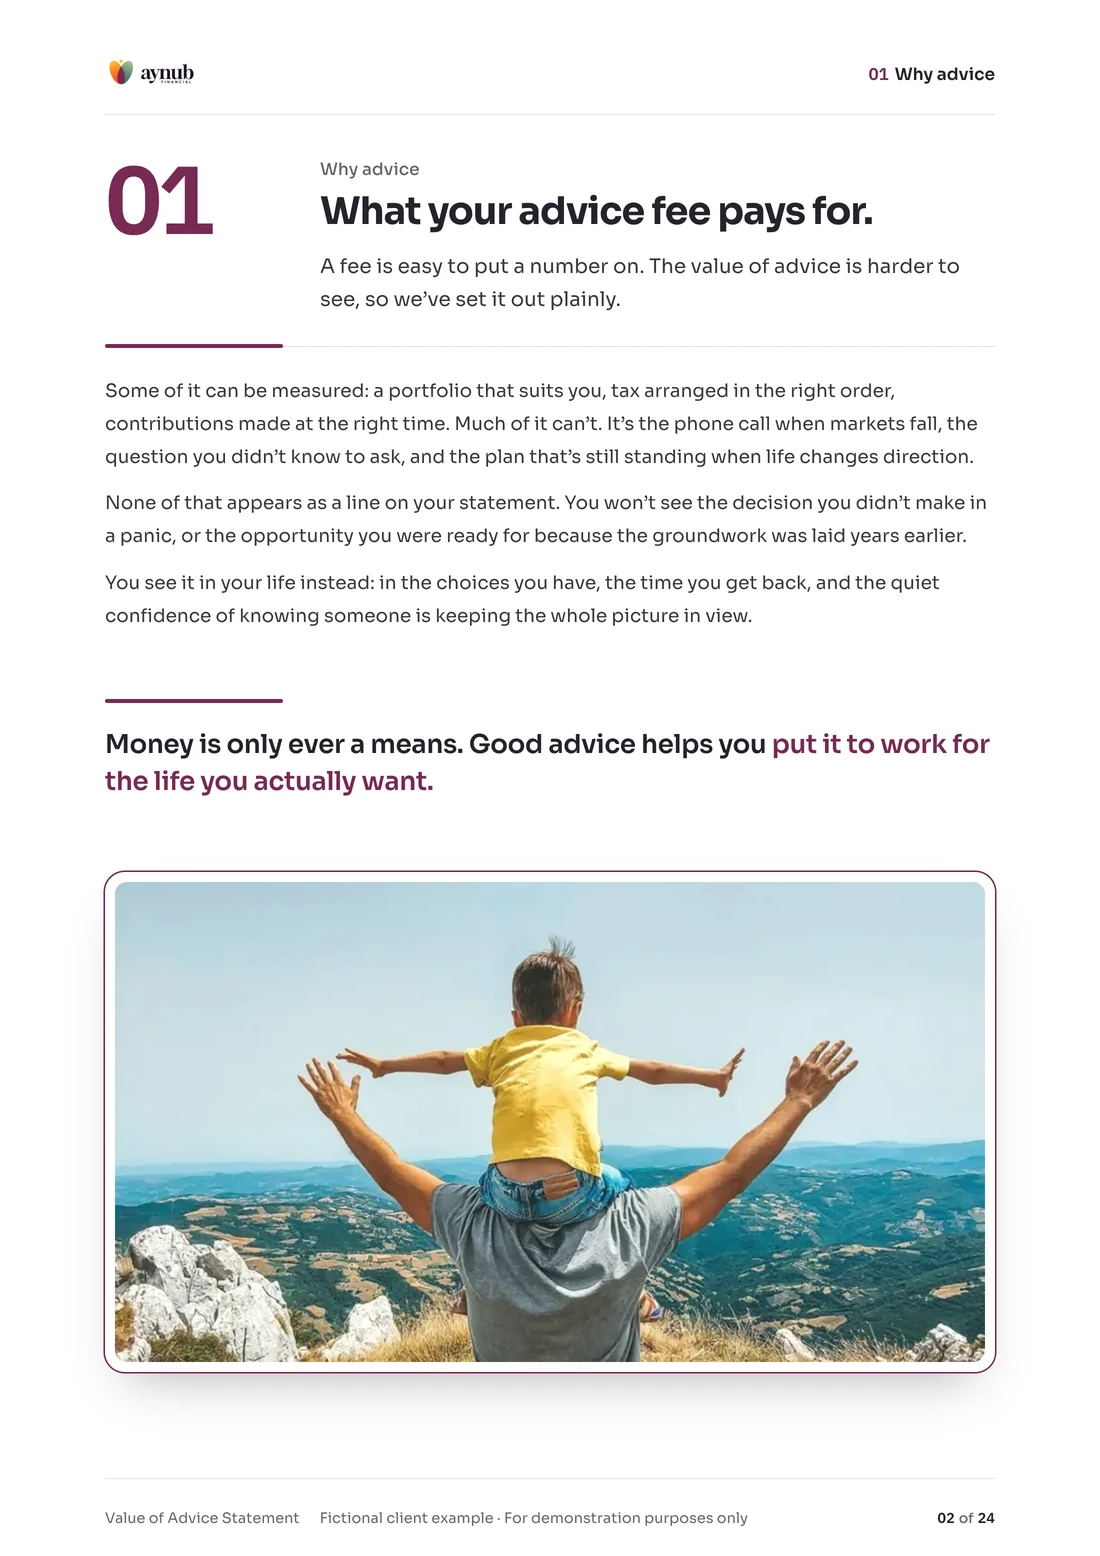 aynub
FINANCIAL
01 Why advice
01
Why advice
What your advice fee pays for.
A fee is easy to put a number on. The value of advice is harder to
see, so we’ve set it out plainly.
Some of it can be measured: a portfolio that suits you, tax arranged in the right order,
contributions made at the right time. Much of it can’t. It’s the phone call when markets fall, the
question you didn’t know to ask, and the plan that’s still standing when life changes direction.
None of that appears as a line on your statement. You won’t see the decision you didn’t make in
a panic, or the opportunity you were ready for because the groundwork was laid years earlier.
You see it in your life instead: in the choices you have, the time you get back, and the quiet
confidence of knowing someone is keeping the whole picture in view.
Money is only ever a means. Good advice helps you put it to work for
the life you actually want.
Value of Advice Statement Fictional client example · For demonstration purposes only 02 of 24